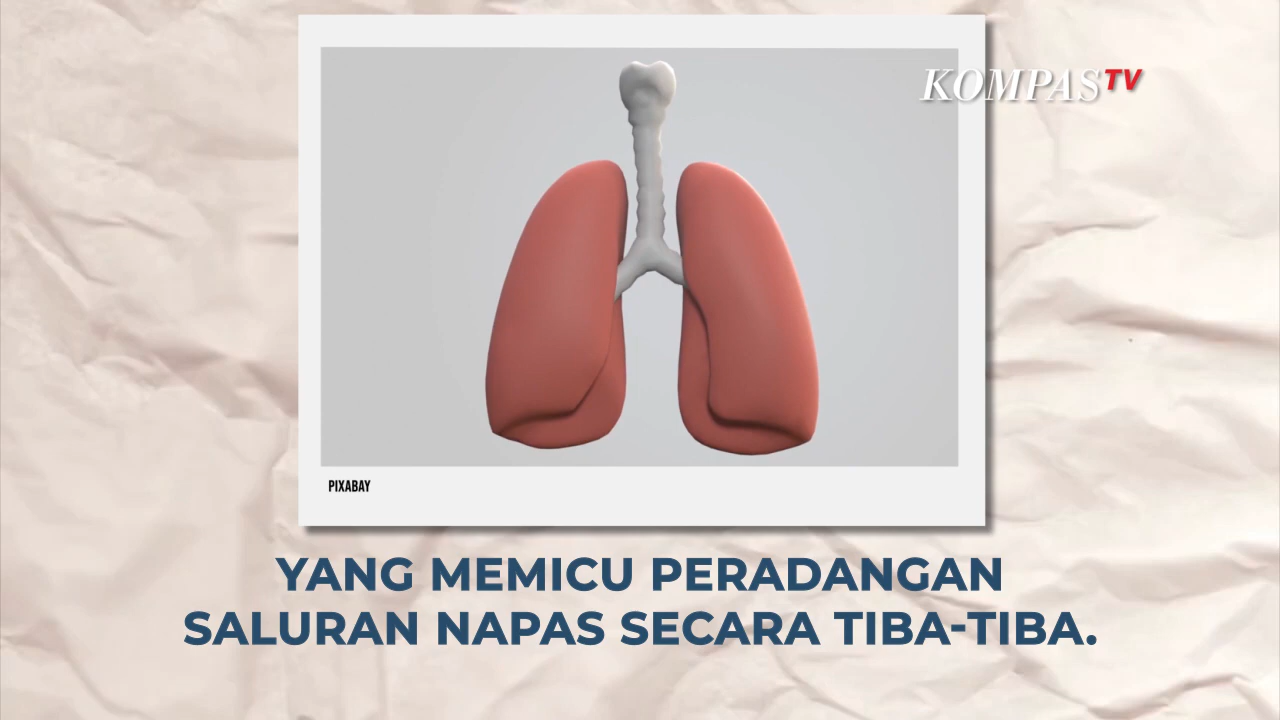 KOMPASTV
PIXABAY
YANG MEMICU PERADANGAN
SALURAN NAPAS SECARA TIBA-TIBA.